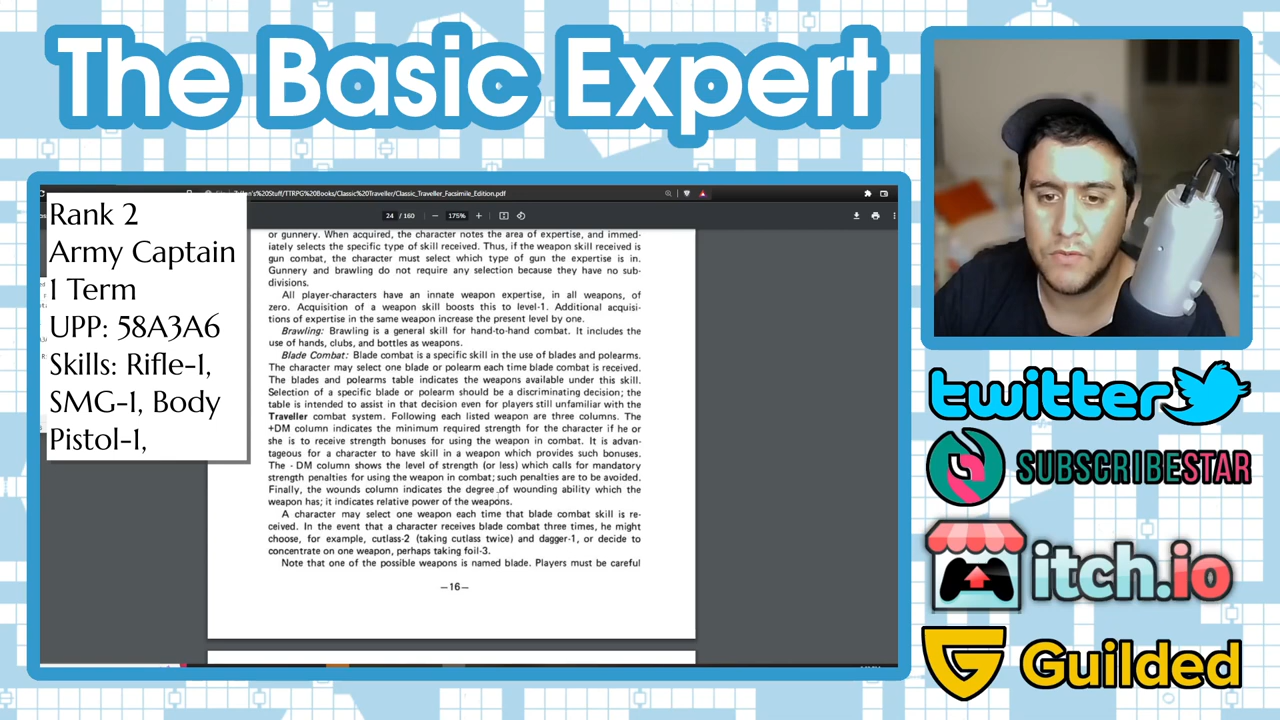 The Basic Expert
Rank 2
Army Captain
1 Term
UPP: 58A3A6
Skills: Rifle-1,
SMG-1, Body
Pistol-1,
Stuff/TTRPG%20Books/Classic%20Traveller/Classic_Traveller_Facsimile_Edition.pdf
24 / 160
175%
or gunnery. When acquired, the character notes the area of expertise, and immed-
iately selects the specific type of skill received. Thus, if the weapon skill received is
gun combat, the character must select which type of gun the expertise is in.
Gunnery and brawling do not require any selection because they have no sub-
divisions.
All player-characters have an innate weapon expertise, in all weapons, of
zero. Acquisition of a weapon skill boosts this to level-1. Additional acquisi-
tions of expertise in the same weapon increase the present level by one.
Brawling: Brawling is a general skill for hand-to-hand combat. It includes the
use of hands, clubs, and bottles as weapons.
Blade Combat: Blade combat is a specific skill in the use of blades and polearms.
The character may select one blade or polearm each time blade combat is received.
The blades and polearms table indicates the weapons available under this skill.
Selection of a specific blade or polearm should be a discriminating decision; the
table is intended to assist in that decision even for players still unfamiliar with the
Traveller combat system. Following each listed weapon are three columns. The
+DM column indicates the minimum required strength for the character if he or
she is to receive strength bonuses for using the weapon in combat. It is advan-
tageous for a character to have skill in a weapon which provides such bonuses.
The - DM column shows the level of strength (or less) which calls for mandatory
strength penalties for using the weapon in combat; such penalties are to be avoided.
Finally, the wounds column indicates the degree of wounding ability which the
weapon has; it indicates relative power of the weapons.
A character may select one weapon each time that blade combat skill is re-
ceived. In the event that a character receives blade combat three times, he might
choose, for example, cutlass-2 (taking cutlass twice) and dagger-1, or decide to
concentrate on one weapon, perhaps taking foil-3.
Note that one of the possible weapons is named blade. Players must be careful
—16—
twitter
SUBSCRIBESTAR
itch.io
Guilded